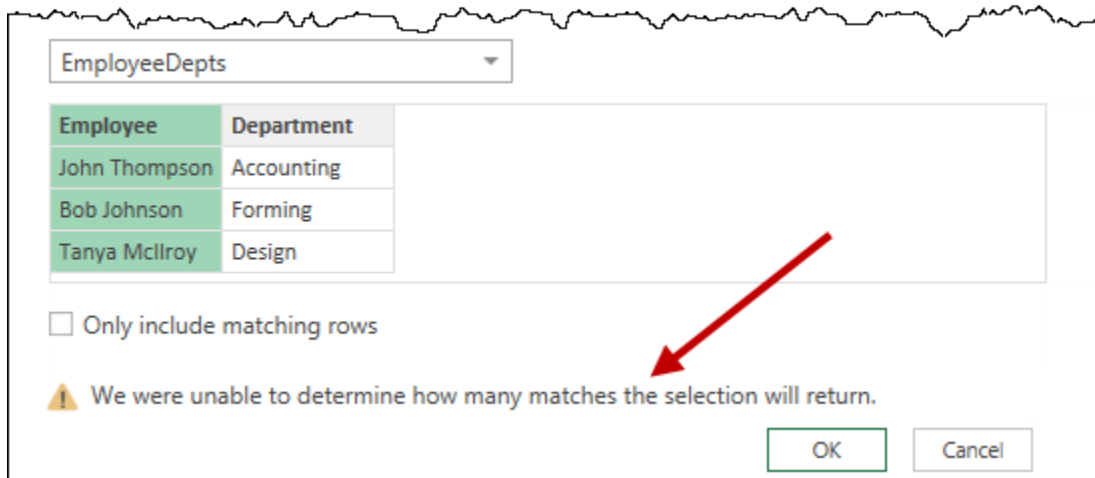 EmployeeDepts
Employee Department
John Thompson Accounting
Bob Johnson Forming
Tanya McIlroy Design
Only include matching rows
We were unable to determine how many matches the selection will return.
OK Cancel